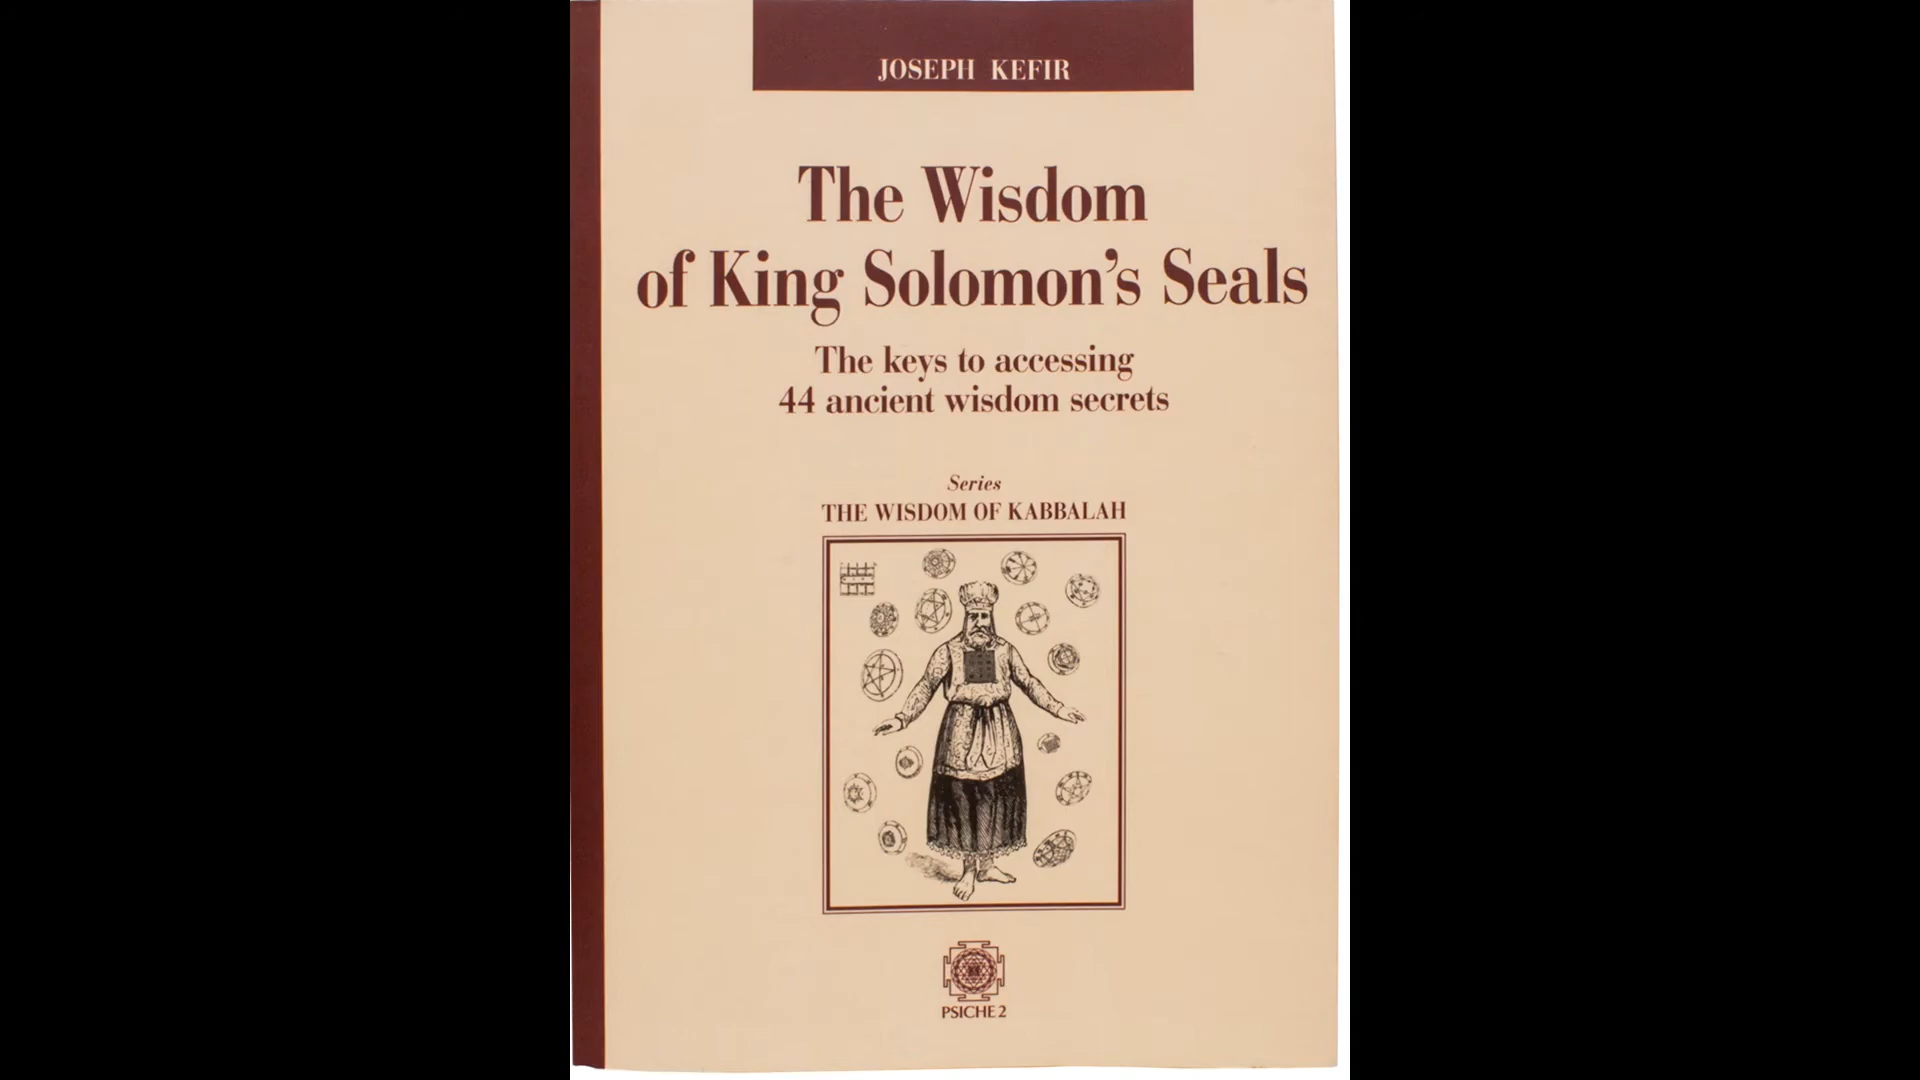 JOSEPH KEFIR
The Wisdom
of King Solomon's Seals
The keys to accessing
44 ancient wisdom secrets
Series
THE WISDOM OF KABBALAH
PSICHE 2